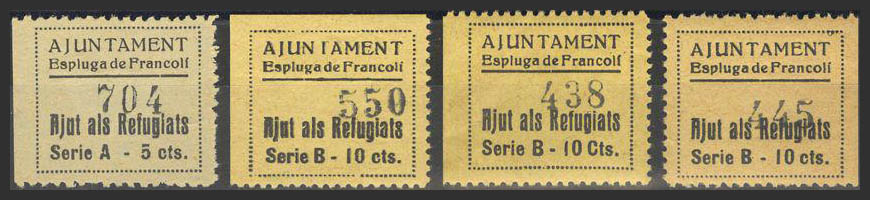 AJUNTAMENT
Espluga de Francolí
704
Ajut als Refugiats
Serie A - 5 cts.
AJUNTAMENT
Espluga de Francolí
550
Ajut als Refugiats
Serie B - 10 cts.
AJUNTAMENT
Espluga de Francolí
438
Ajut als Refugiats
Serie B - 10 Cts.
AJUNTAMENT
Espluga de Francolí
445
Ajut als Refugiats
Serie B - 10 cts.